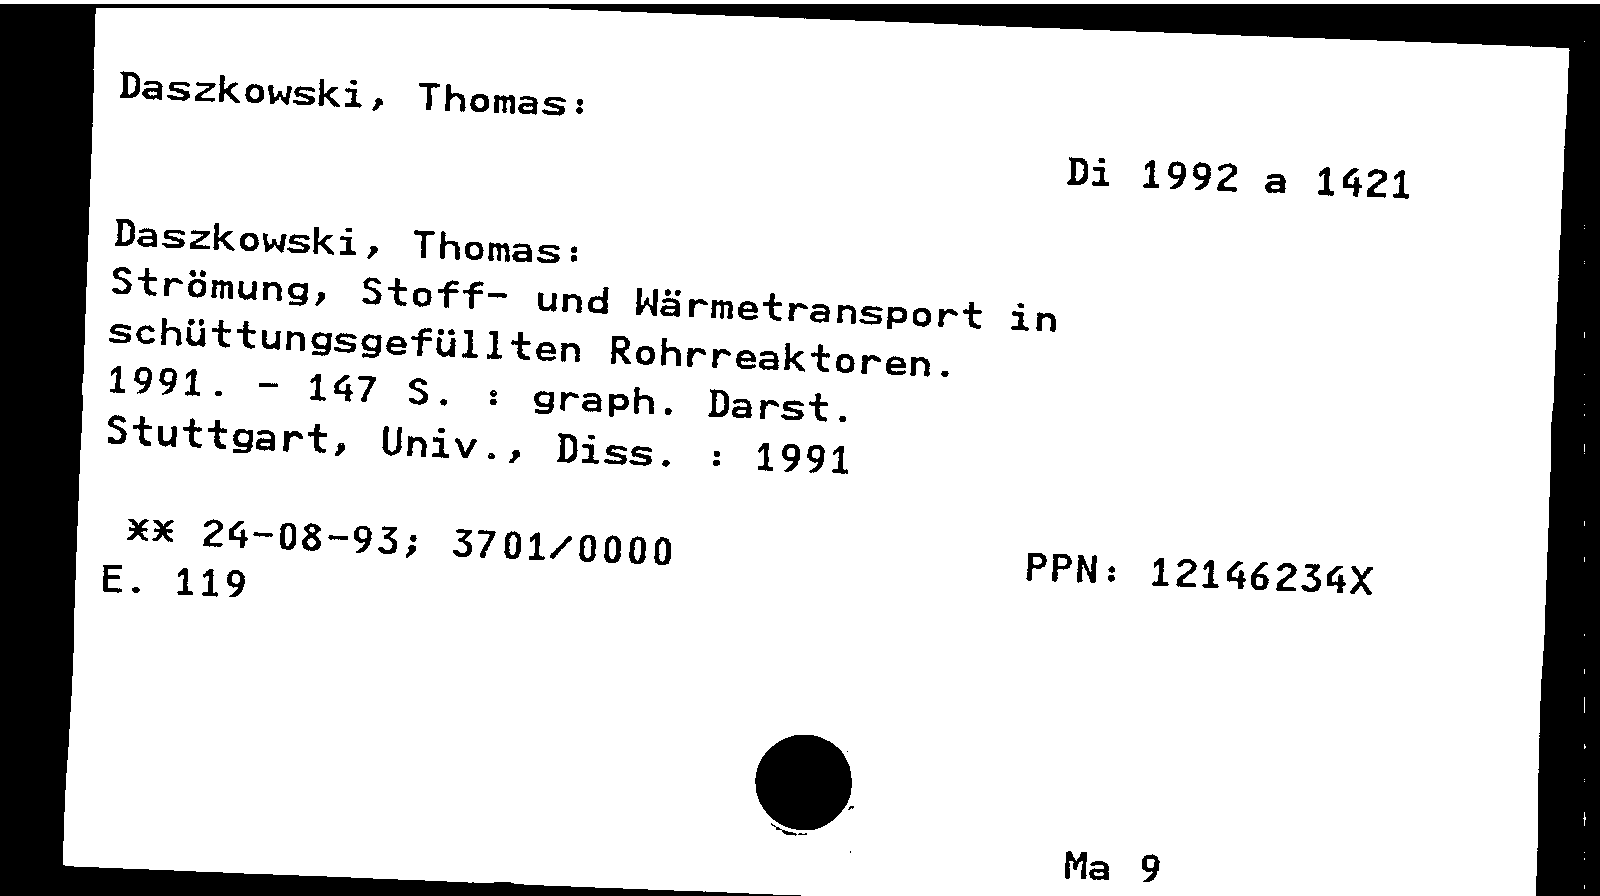 Daszkowski, Thomas:
Di 1992 a 1421
Daszkowski, Thomas:
Strömung, Stoff- und Wärmetransport in
schüttungsgefüllten Rohrreaktoren.
1991. - 147 S. : graph. Darst.
Stuttgart, Univ., Diss. : 1991
** 24-08-93; 3701/0000
PPN: 12146234X
E. 119
Ma 9